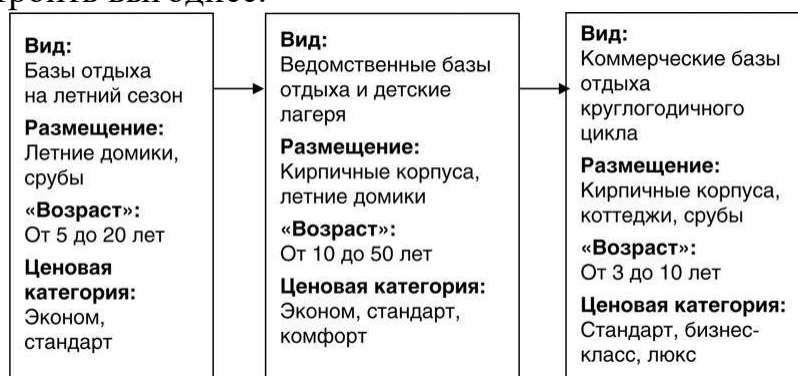 Вид:
Базы отдыха
на летний сезон
Размещение:
Летние домики,
срубы
«Возраст»:
От 5 до 20 лет
Ценовая
категория:
Эконом,
стандарт
Вид:
Ведомственные базы
отдыха и детские
лагеря
Размещение:
Кирпичные корпуса,
летние домики
«Возраст»:
От 10 до 50 лет
Ценовая категория:
Эконом, стандарт,
комфорт
Вид:
Коммерческие базы
отдыха
круглогодичного
цикла
Размещение:
Кирпичные корпуса,
коттеджи, срубы
«Возраст»:
От 3 до 10 лет
Ценовая категория:
Стандарт, бизнес-
класс, люкс